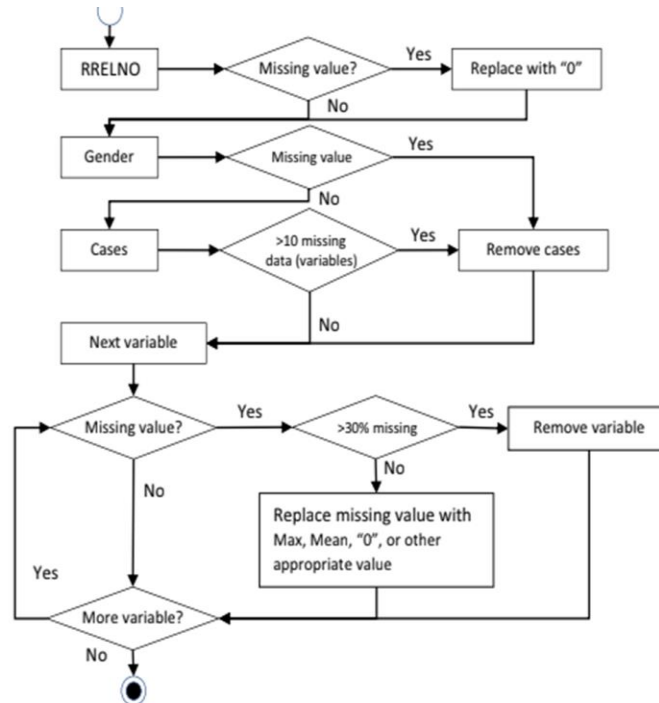 Yes
RRELNO
Missing value?
Replace with “0”
No
Gender
Missing value
Yes
No
Cases
>10 missing
data (variables)
Yes
Remove cases
No
Next variable
Missing value?
Yes
>30% missing
Yes
Remove variable
No
No
Replace missing value with
Max, Mean, “0”, or other
appropriate value
Yes
More variable?
No